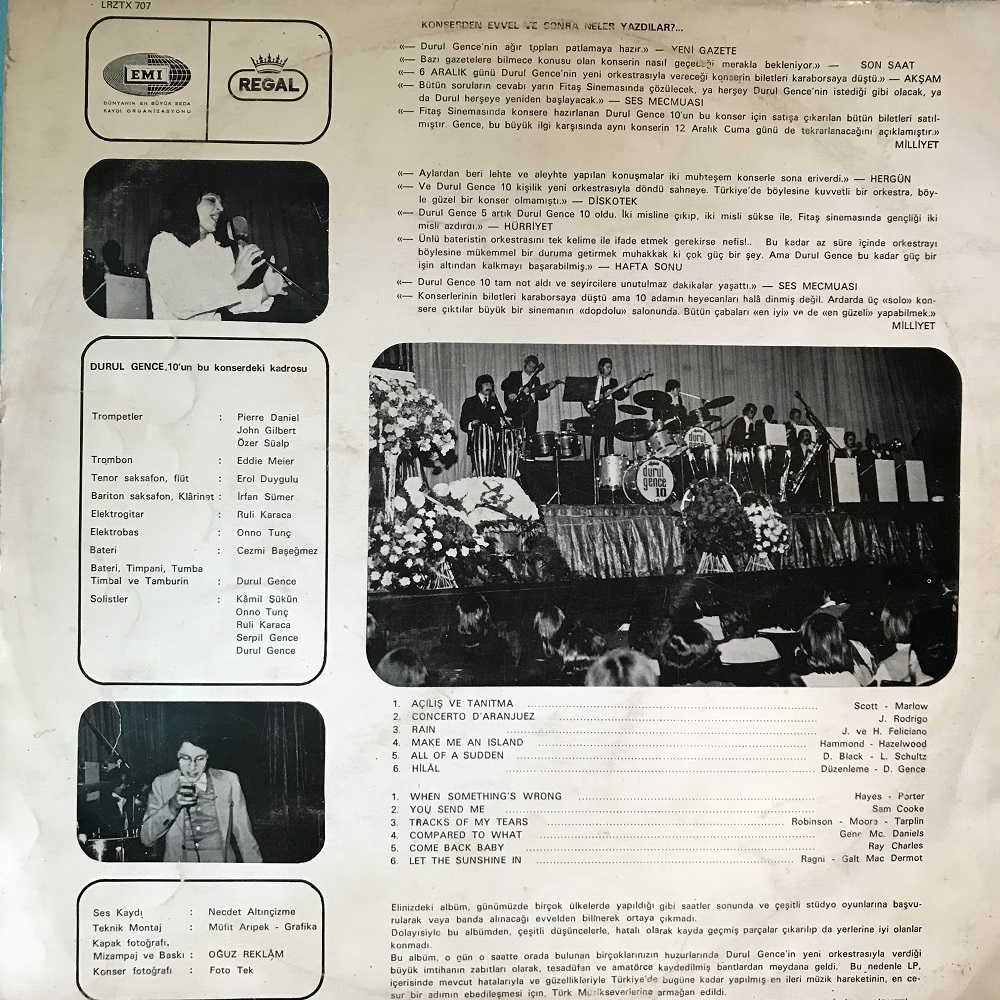 LRZTX 707
EMI
DÜNYANIN EN BÜYÜK SEDA
KAYDI ORGANİZASYONU
REGAL
KONSERDEN EVVEL VE SONRA NELER YAZDILAR?...
«— Durul Gence'nin ağır topları patlamaya hazır.» — YENİ GAZETE
«— Bazı gazetelere bilmece konusu olan konserin nasıl geçeceği merakla bekleniyor.» — SON SAAT
«— 6 ARALIK günü Durul Gence'nin yeni orkestrasıyla vereceği konserin biletleri karaborsaya düştü.» — AKŞAM
«— Bütün soruların cevabı yarın Fitaş Sinemasında çözülecek, ya herşey Durul Gence'nin istediği gibi olacak, ya
da Durul herşeye yeniden başlayacak.» — SES MECMUASI
«— Fitaş Sinemasında konsere hazırlanan Durul Gence 10'un bu konser için satışa çıkarılan bütün biletleri satıl-
mıştır. Gence, bu büyük ilgi karşısında aynı konserin 12 Aralık Cuma günü de tekrarlanacağını açıklamıştır.»
MİLLİYET
«— Aylardan beri lehte ve aleyhte yapılan konuşmalar iki muhteşem konserle sona eriverdi.» — HERGÜN
«— Ve Durul Gence 10 kişilik yeni orkestrasıyla döndü sahneye. Türkiye'de böylesine kuvvetli bir orkestra, böy-
le güzel bir konser olmamıştı.» — DİSKOTEK
«— Durul Gence 5 artık Durul Gence 10 oldu. İki misline çıkıp, iki misli sükse ile, Fitaş sinemasında gençliği iki
misli azdırdı.» — HÜRRİYET
«— Ünlü bateristin orkestrasını tek kelime ile ifade etmek gerekirse nefis!.. Bu kadar az süre içinde orkestrayı
böylesine mükemmel bir duruma getirmek muhakkak ki çok güç bir şey. Ama Durul Gence bu kadar güç bir
işin altından kalkmayı başarabilmiş.» — HAFTA SONU
«— Durul Gence 10 tam not aldı ve seyircilere unutulmaz dakikalar yaşattı.» — SES MECMUASI
«— Konserlerinin biletleri karaborsaya düştü ama 10 adamın heyecanları halâ dinmiş değil. Ardarda üç «solo» kon-
sere çıktılar büyük bir sinemanın «dopdolu» salonunda. Bütün çabaları «en iyi» ve de «en güzeli» yapabilmek.»
MİLLİYET
DURUL GENCE,10'un bu konserdeki kadrosu
Trompetler : Pierre Daniel
John Gilbert
Özer Süalp
Trombon : Eddie Meier
Tenor saksafon, flüt : Erol Duygulu
Bariton saksafon, Klârinet : İrfan Sümer
Elektrogitar : Ruli Karaca
Elektrobas : Onno Tunç
Bateri : Cezmi Başeğmez
Bateri, Timpani, Tumba
Timbal ve Tamburin : Durul Gence
Solistler : Kâmil Şükûn
Onno Tunç
Ruli Karaca
Serpil Gence
Durul Gence
durul
gence
durul
gence
10
1. AÇILIŞ VE TANITMA Scott - Marlow
2. CONCERTO D'ARANJUEZ J. Rodrigo
3. RAIN J. ve H. Feliciano
4. MAKE ME AN ISLAND Hammond - Hazelwood
5. ALL OF A SUDDEN D. Black - L. Schultz
6. HİLÂL Düzenleme - D. Gence
1. WHEN SOMETHING'S WRONG Hayes - Porter
2. YOU SEND ME Sam Cooke
3. TRACKS OF MY TEARS Robinson - Moore - Tarplin
4. COMPARED TO WHAT Gene Mc. Daniels
5. COME BACK BABY Ray Charles
6. LET THE SUNSHINE IN Ragni - Galt Mac Dermot
Ses Kaydı : Necdet Altınçizme
Teknik Montaj : Müfit Arıpek - Grafika
Kapak fotoğrafı,
Mizampaj ve Baskı : OĞUZ REKLÂM
Konser fotoğrafı : Foto Tek
Elinizdeki albüm, günümüzde birçok ülkelerde yapıldığı gibi saatler sonunda ve çeşitli stüdyo oyunlarına başvu-
rularak veya banda alınacağı evvelden bilinerek ortaya çıkmadı.
Dolayısiyle bu albümden, çeşitli düşüncelerle, hatalı olarak kayda geçmiş parçalar çıkarılıp da yerlerine iyi olanlar
konmadı.
Bu albüm, o gün o saatte orada bulunan birçoklarınızın huzurlarında Durul Gence'nin yeni orkestrasıyla verdiği
büyük imtihanın zabıtları olarak, tesadüfan ve amatörce kaydedilmiş bantlardan meydana geldi. Bu nedenle LP,
içerisinde mevcut hatalarıyla ve güzellikleriyle Türkiye'de bugüne kadar yapılmış en ileri müzik hareketinin, en ce-
sur bir adımın ebedileşmesi için, Türk Müzikseverlerine armağan edildi.